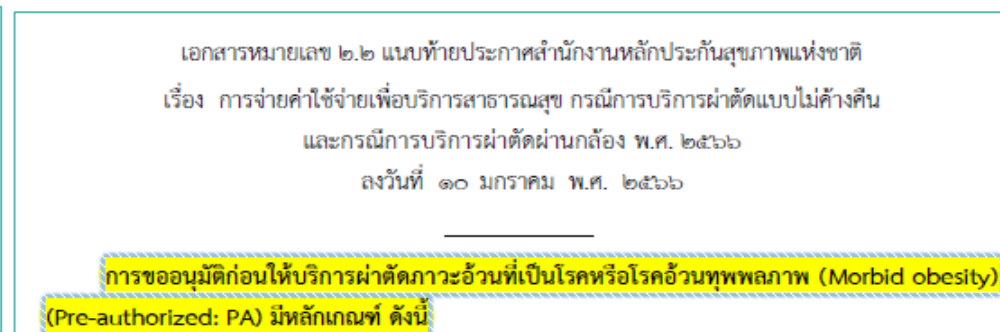 เอกสารหมายเลข ๒.๒ แนบท้ายประกาศสำนักงานหลักประกันสุขภาพแห่งชาติ
เรื่อง การจ่ายค่าใช้จ่ายเพื่อบริการสาธารณสุข กรณีการบริการผ่าตัดแบบไม่ค้างคืน
และกรณีการบริการผ่าตัดผ่านกล้อง พ.ศ. ๒๕๖๖
ลงวันที่ ๑๐ มกราคม พ.ศ. ๒๕๖๖
การขออนุมัติก่อนให้บริการผ่าตัดภาวะอ้วนที่เป็นโรคหรือโรคอ้วนทุพพลภาพ (Morbid obesity)
(Pre-authorized: PA) มีหลักเกณฑ์ ดังนี้